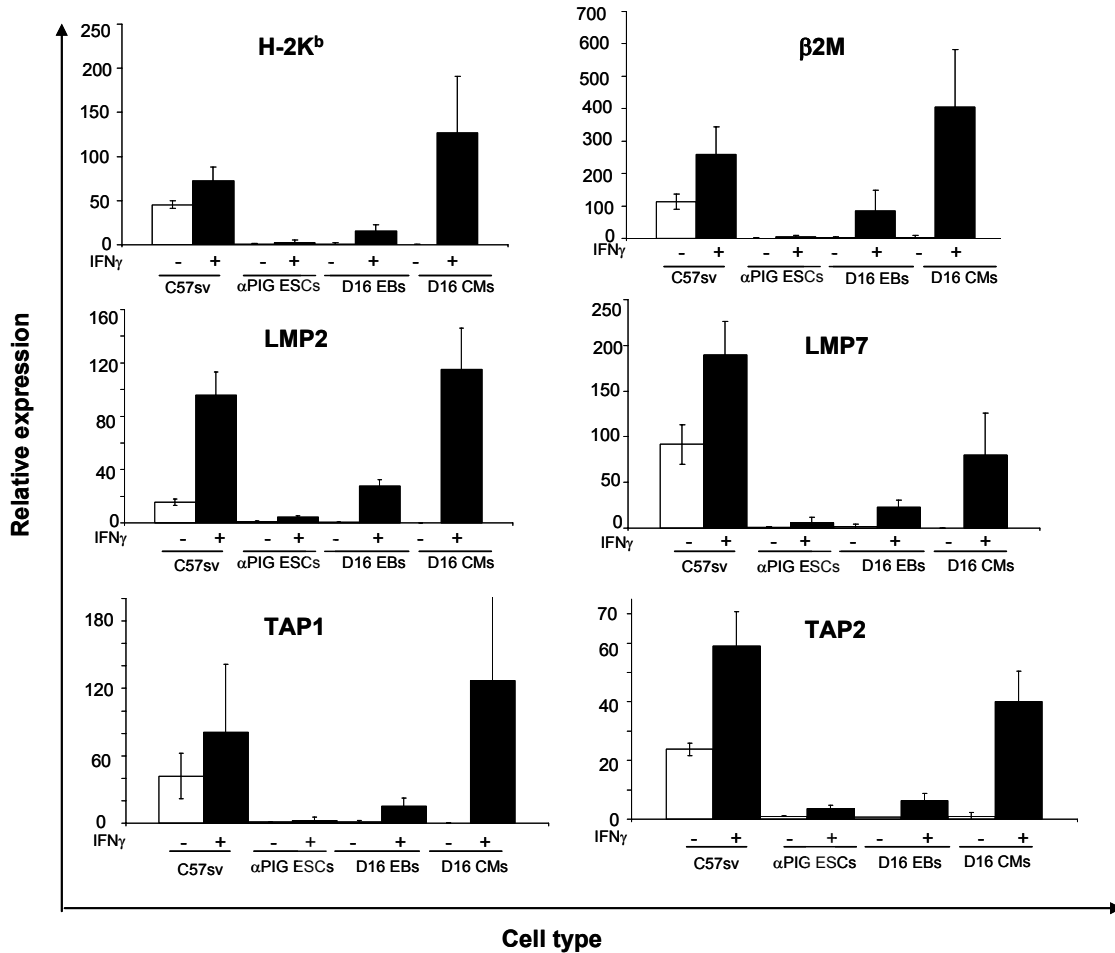 Relative expression
H-2Kᵇ
250
200
150
100
50
0
IFNγ - + - + - + - +
C57sv αPIG ESCs D16 EBs D16 CMs
β2M
700
600
500
400
300
200
100
0
IFNγ - + - + - + - +
C57sv αPIG ESCs D16 EBs D16 CMs
LMP2
160
120
80
40
0
IFNγ - + - + - + - +
C57sv αPIG ESCs D16 EBs D16 CMs
LMP7
200
150
100
50
0
IFNγ - + - + - + - +
C57sv αPIG ESCs D16 EBs D16 CMs
TAP1
180
120
60
0
IFNγ - + - + - + - +
C57sv αPIG ESCs D16 EBs D16 CMs
TAP2
70
60
40
20
0
IFNγ - + - + - + - +
C57sv αPIG ESCs D16 EBs D16 CMs
Cell type